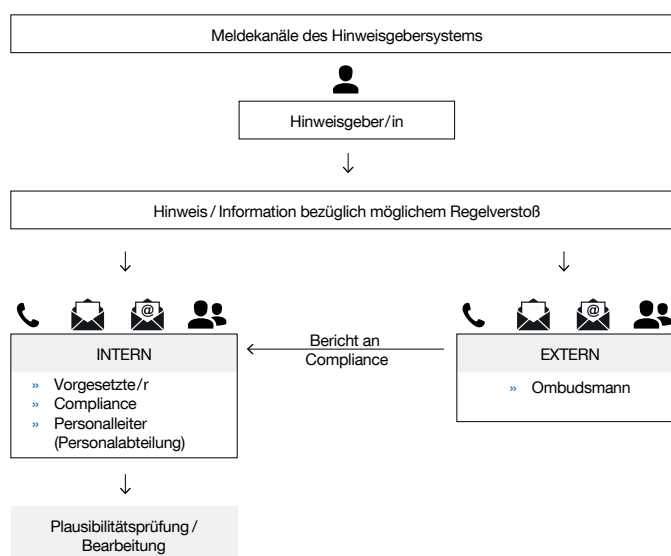 Meldekanäle des Hinweisgebersystems
Hinweisgeber/in
Hinweis / Information bezüglich möglichem Regelverstoß
@
@
INTERN
» Vorgesetzte/r
» Compliance
» Personalleiter
(Personalabteilung)
Bericht an
Compliance
EXTERN
» Ombudsmann
Plausibilitätsprüfung /
Bearbeitung